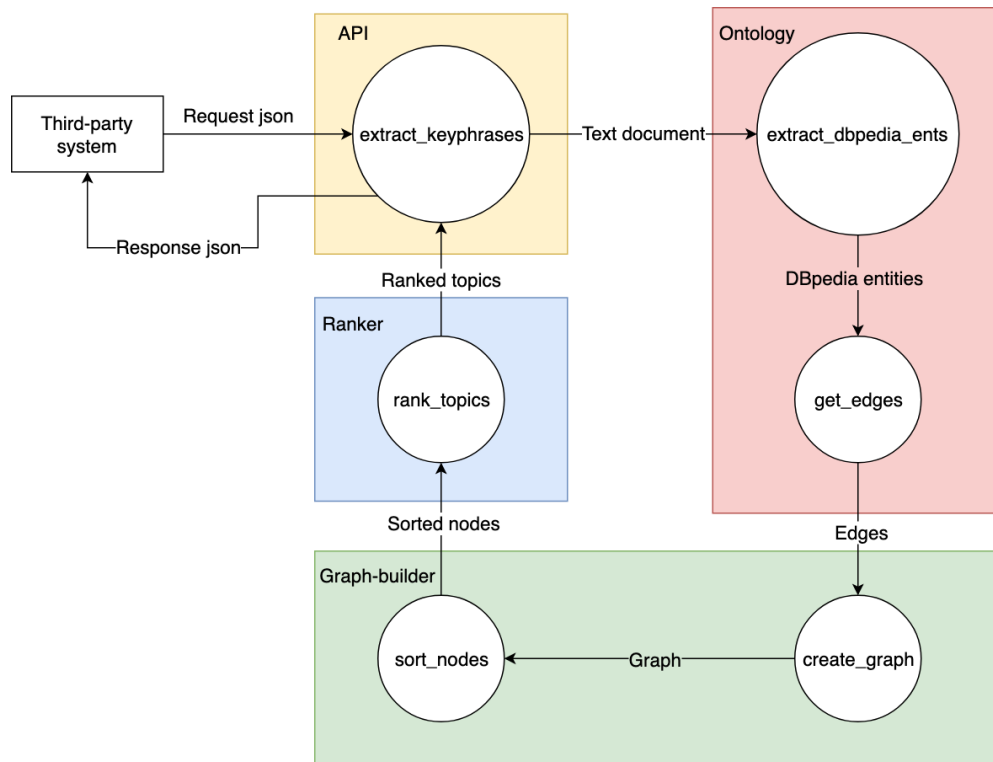 API
Ontology
Third-party
system
Request json
extract_keyphrases
Text document
extract_dbpedia_ents
Response json
Ranked topics
DBpedia entities
Ranker
rank_topics
get_edges
Sorted nodes
Edges
Graph-builder
sort_nodes
Graph
create_graph